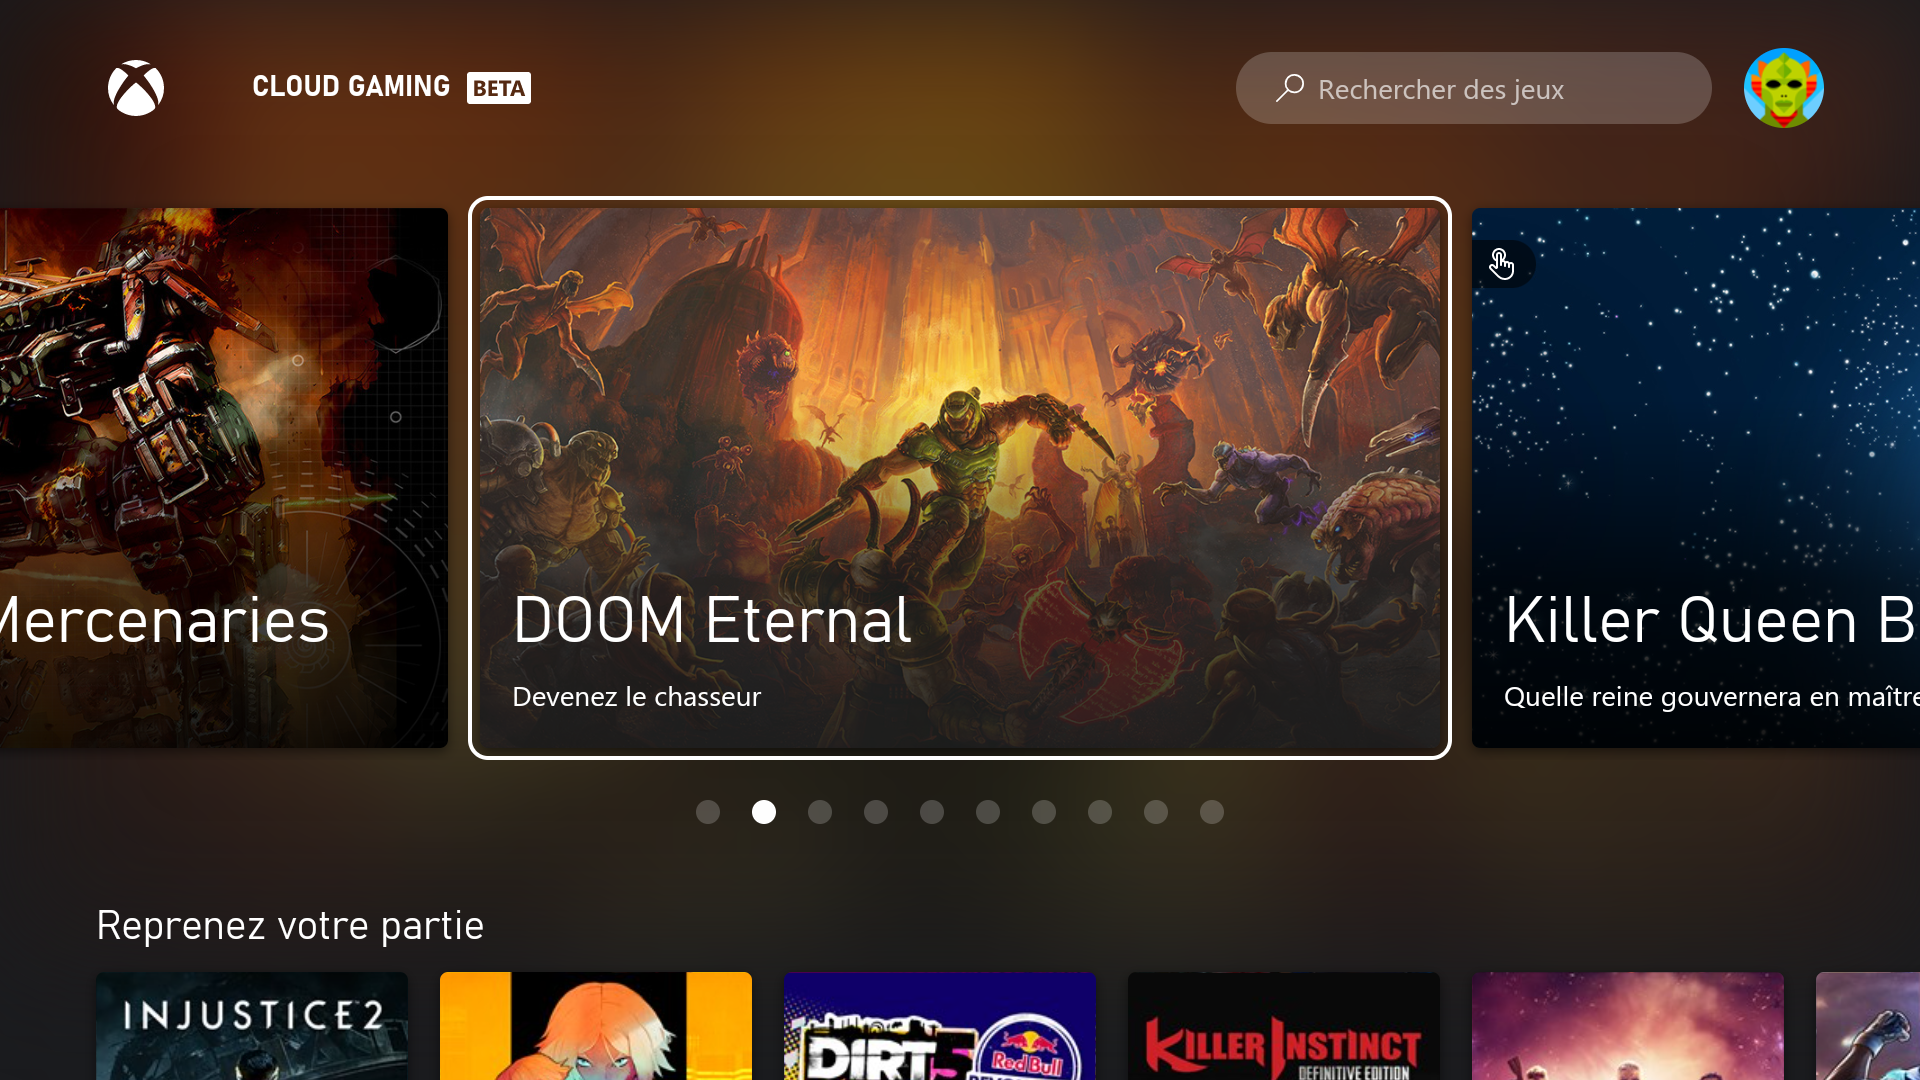 CLOUD GAMING BETA
Rechercher des jeux
Mercenaries
DOOM Eternal
Devenez le chasseur
Killer Queen B
Quelle reine gouvernera en maître
Reprenez votre partie
INJUSTICE 2
DIRT 5
Red Bull
KILLER INSTINCT
DEFINITIVE EDITION